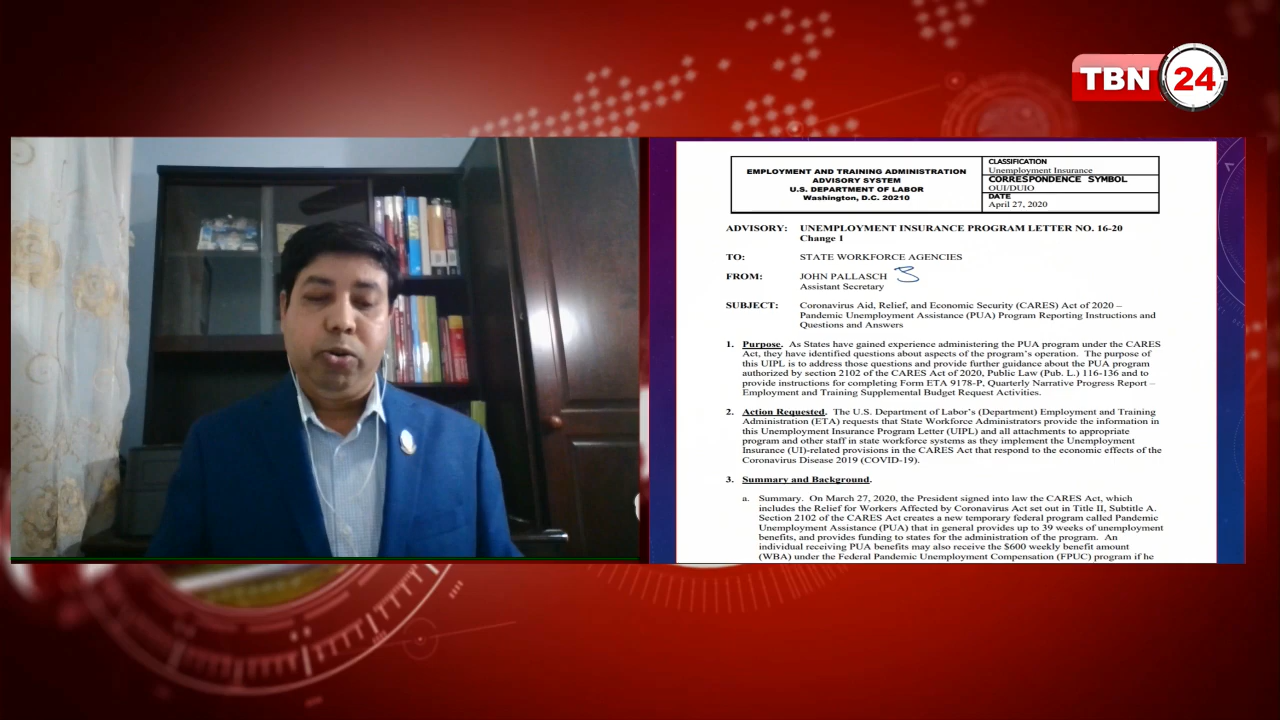 TBN 24
EMPLOYMENT AND TRAINING ADMINISTRATION
ADVISORY SYSTEM
U.S. DEPARTMENT OF LABOR
Washington, D.C. 20210
CLASSIFICATION
Unemployment Insurance
CORRESPONDENCE SYMBOL
OUI/DUIO
DATE
April 27, 2020
ADVISORY: UNEMPLOYMENT INSURANCE PROGRAM LETTER NO. 16-20
Change 1
TO: STATE WORKFORCE AGENCIES
FROM: JOHN PALLASCH
Assistant Secretary
SUBJECT: Coronavirus Aid, Relief, and Economic Security (CARES) Act of 2020 –
Pandemic Unemployment Assistance (PUA) Program Reporting Instructions and
Questions and Answers
1. Purpose. As States have gained experience administering the PUA program under the CARES
Act, they have identified questions about aspects of the program's operation. The purpose of
this UIPL is to address those questions and provide further guidance about the PUA program
authorized by section 2102 of the CARES Act of 2020, Public Law (Pub. L.) 116-136 and to
provide instructions for completing Form ETA 9178-P, Quarterly Narrative Progress Report –
Employment and Training Supplemental Budget Request Activities.
2. Action Requested. The U.S. Department of Labor's (Department) Employment and Training
Administration (ETA) requests that State Workforce Administrators provide the information in
this Unemployment Insurance Program Letter (UIPL) and all attachments to appropriate
program and other staff in state workforce systems as they implement the Unemployment
Insurance (UI)-related provisions in the CARES Act that respond to the economic effects of the
Coronavirus Disease 2019 (COVID-19).
3. Summary and Background.
a. Summary. On March 27, 2020, the President signed into law the CARES Act, which
includes the Relief for Workers Affected by Coronavirus Act set out in Title II, Subtitle A.
Section 2102 of the CARES Act creates a new temporary federal program called Pandemic
Unemployment Assistance (PUA) that in general provides up to 39 weeks of unemployment
benefits, and provides funding to states for the administration of the program. An
individual receiving PUA benefits may also receive the $600 weekly benefit amount
(WBA) under the Federal Pandemic Unemployment Compensation (FPUC) program if he